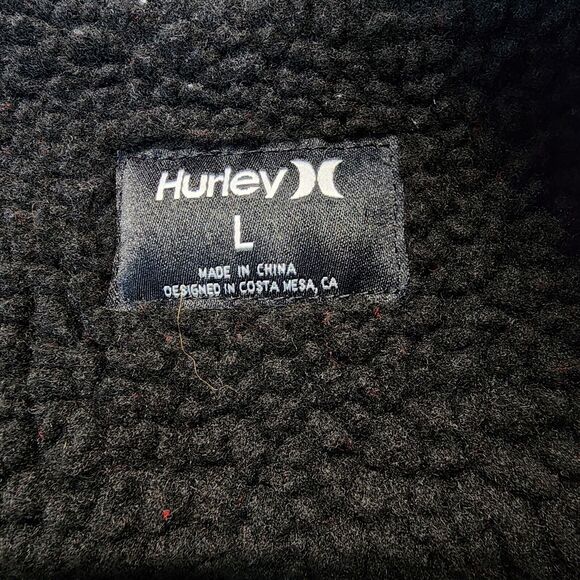 Hurley
L
MADE IN CHINA
DESIGNED IN COSTA MESA, CA